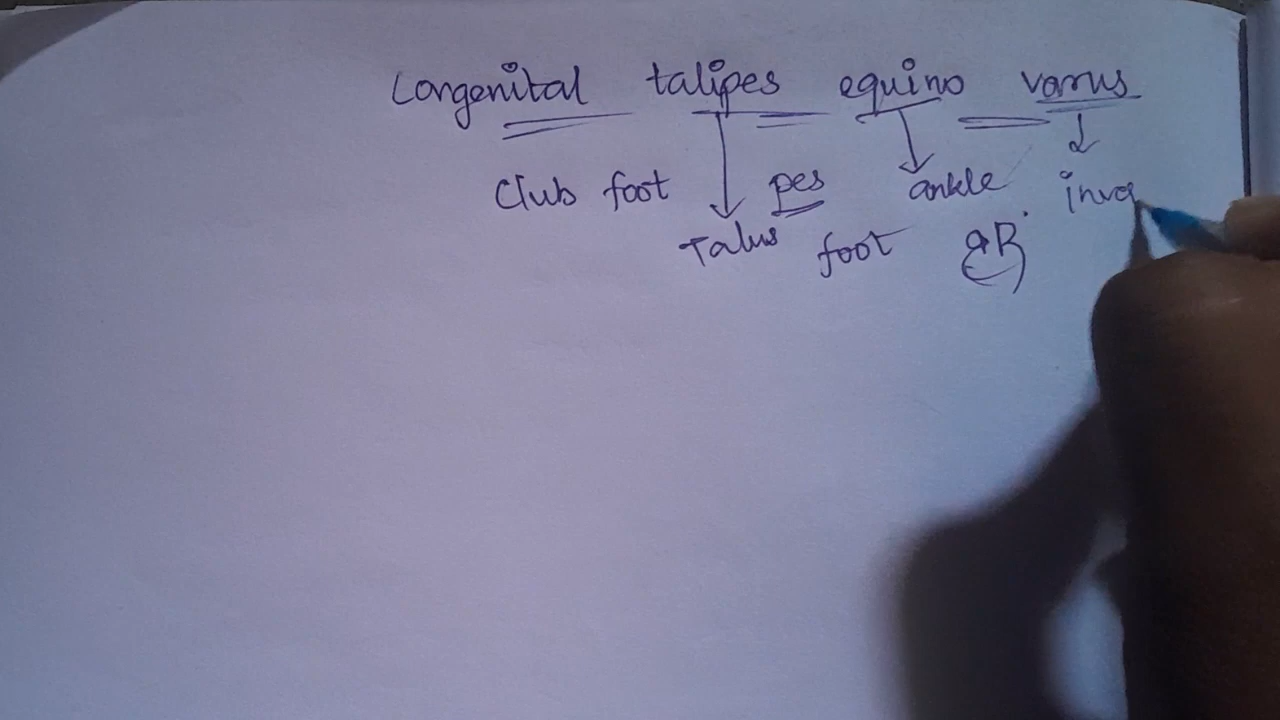 Congenital talipes equino varus
Club foot pes ankle inve
Talus foot